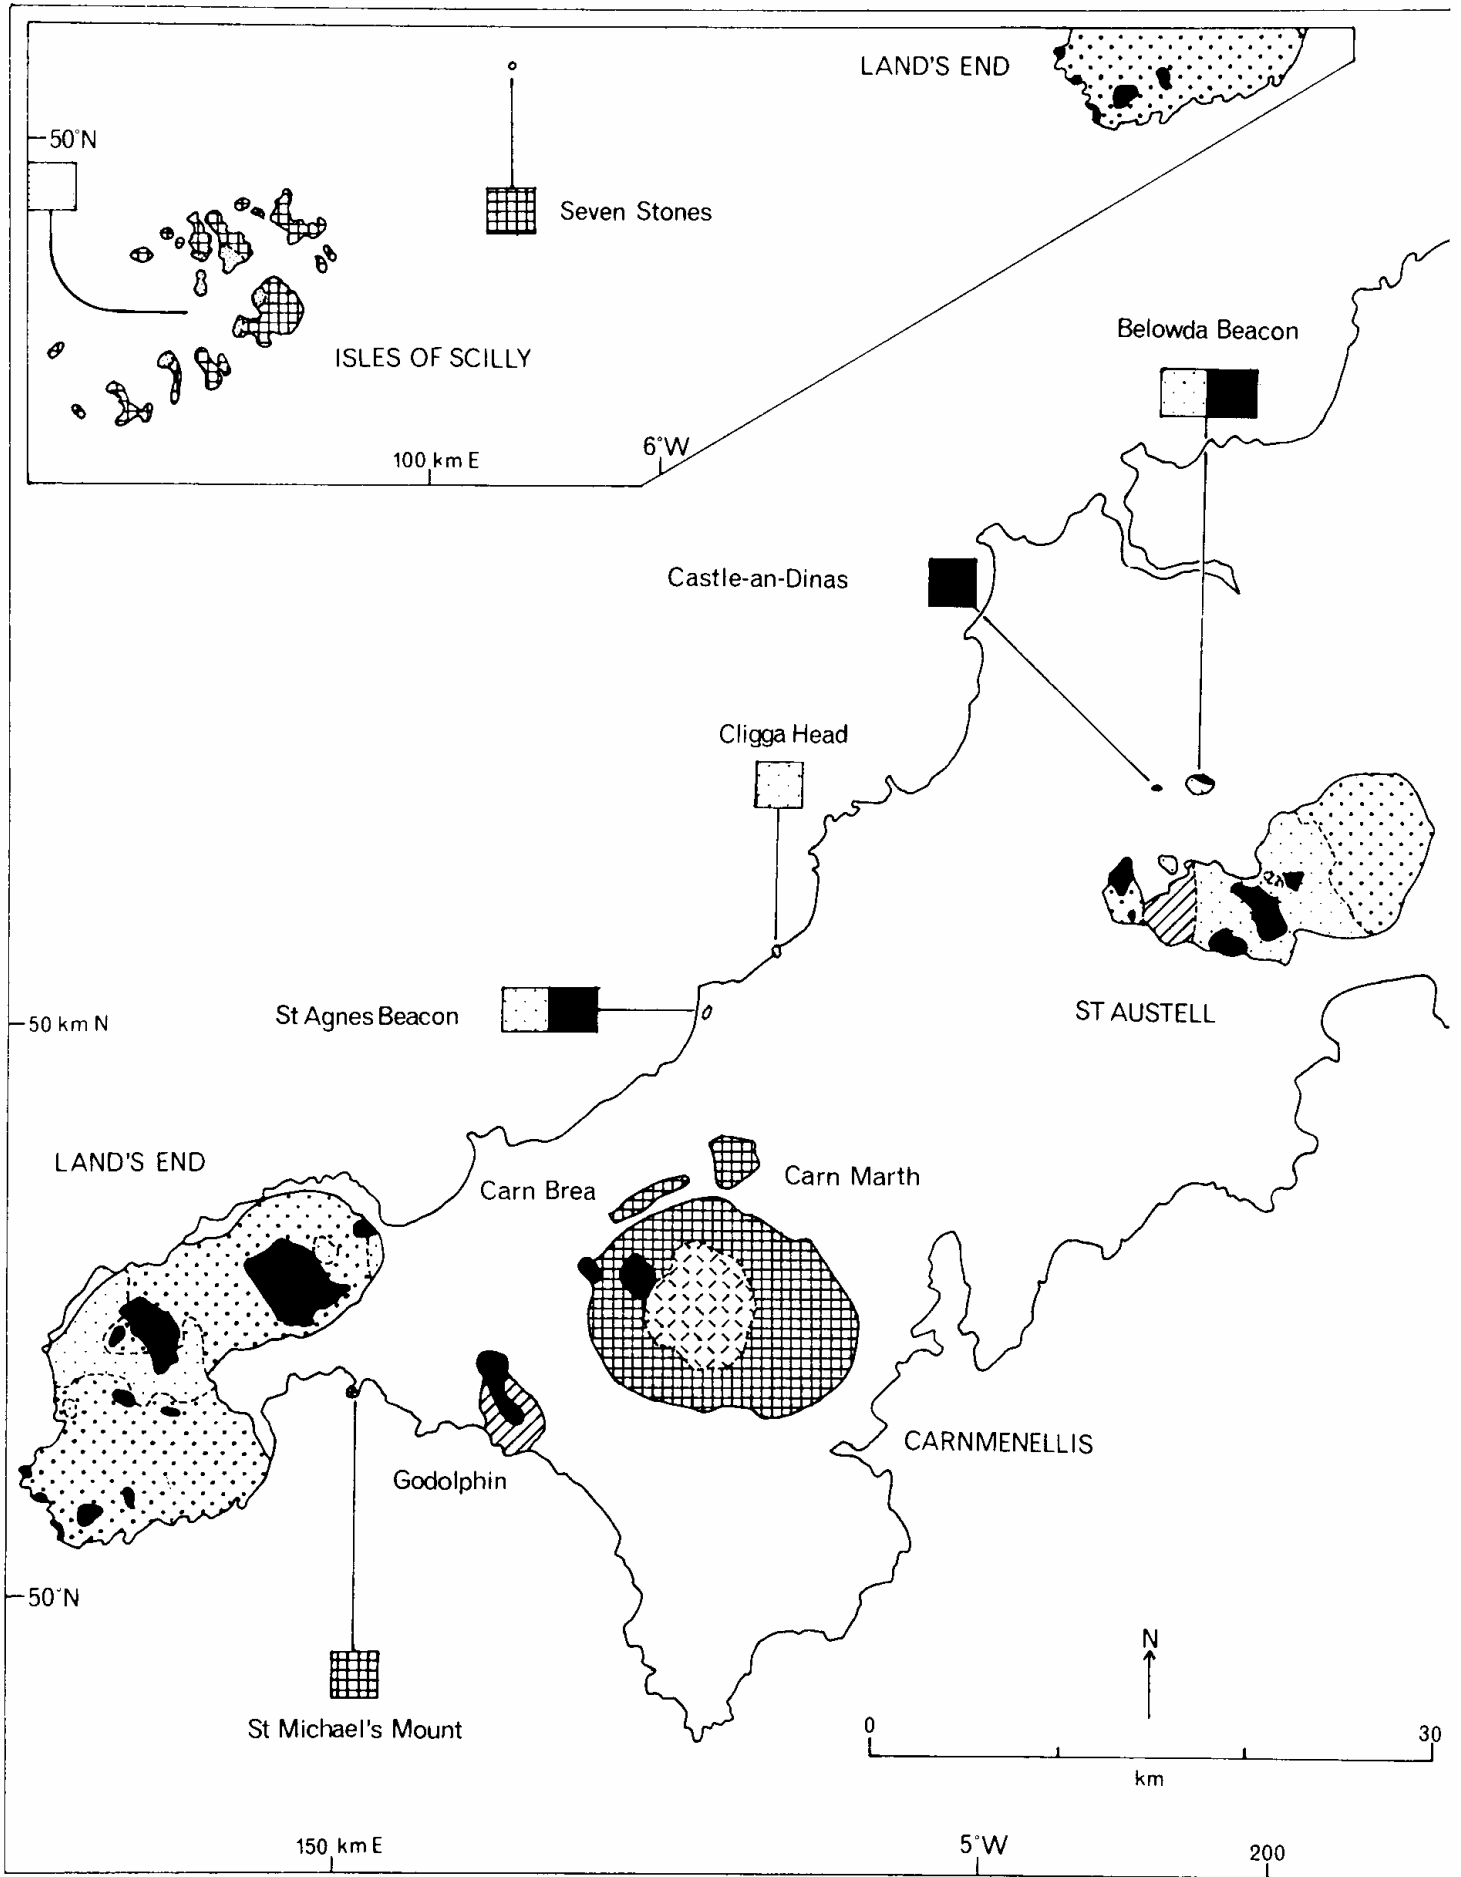 LAND'S END
50°N
Seven Stones
Belowda Beacon
ISLES OF SCILLY
100 km E
6°W
Castle-an-Dinas
Cligga Head
St Agnes Beacon
50 km N
ST AUSTELL
LAND'S END
Carn Brea
Carn Marth
CARNMENELLIS
Godolphin
50°N
N
St Michael's Mount
0
30
km
150 km E
5°W
200